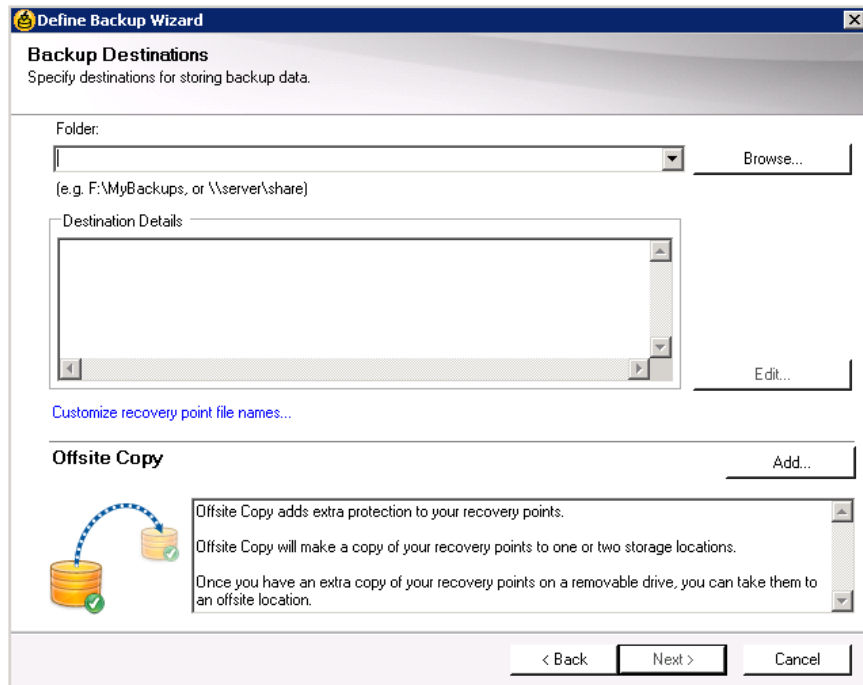 Define Backup Wizard
Backup Destinations
Specify destinations for storing backup data.
Folder:
Browse...
(e.g. F:\MyBackups, or \\server\share)
Destination Details
Edit...
Customize recovery point file names...
Offsite Copy
Add...
Offsite Copy adds extra protection to your recovery points.
Offsite Copy will make a copy of your recovery points to one or two storage locations.
Once you have an extra copy of your recovery points on a removable drive, you can take them to
an offsite location.
< Back
Next >
Cancel